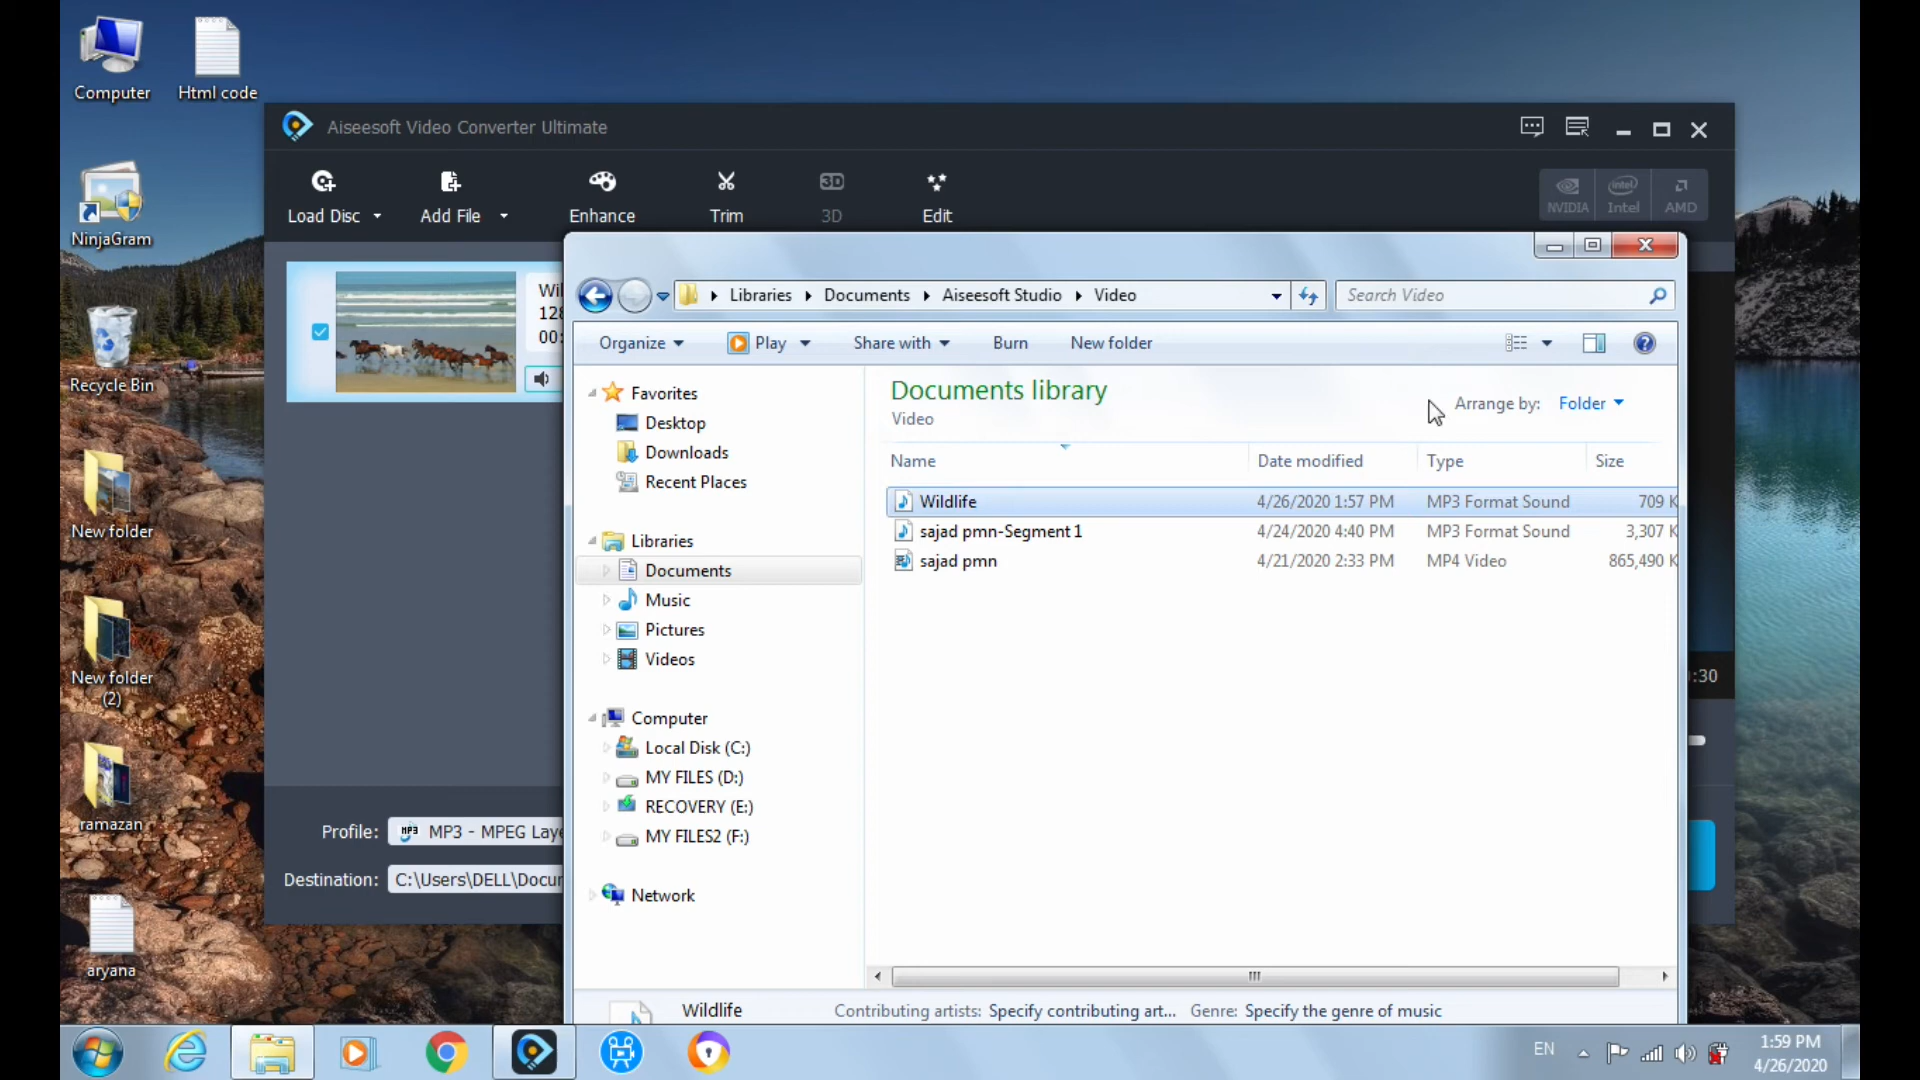 Computer
Html code
NinjaGram
Recycle Bin
New folder
New folder
(2)
ramazan
aryana
Aiseesoft Video Converter Ultimate
Load Disc
Add File
Enhance
Trim
3D
3D
Edit
NVIDIA
intel
Intel
AMD
Wil
128
00:
:30
Profile:
MP3
MP3 - MPEG Laye
Destination:
C:\Users\DELL\Docur
Libraries
Documents
Aiseesoft Studio
Video
Search Video
Organize
Play
Share with
Burn
New folder
Favorites
Desktop
Downloads
Recent Places
Libraries
Documents
Music
Pictures
Videos
Computer
Local Disk (C:)
MY FILES (D:)
RECOVERY (E:)
MY FILES2 (F:)
Network
Documents library
Video
Arrange by: Folder
Name Date modified Type Size
Wildlife 4/26/2020 1:57 PM MP3 Format Sound 709 K
sajad pmn-Segment 1 4/24/2020 4:40 PM MP3 Format Sound 3,307 K
sajad pmn 4/21/2020 2:33 PM MP4 Video 865,490 K
Wildlife Contributing artists: Specify contributing art... Genre: Specify the genre of music
EN
1:59 PM
4/26/2020